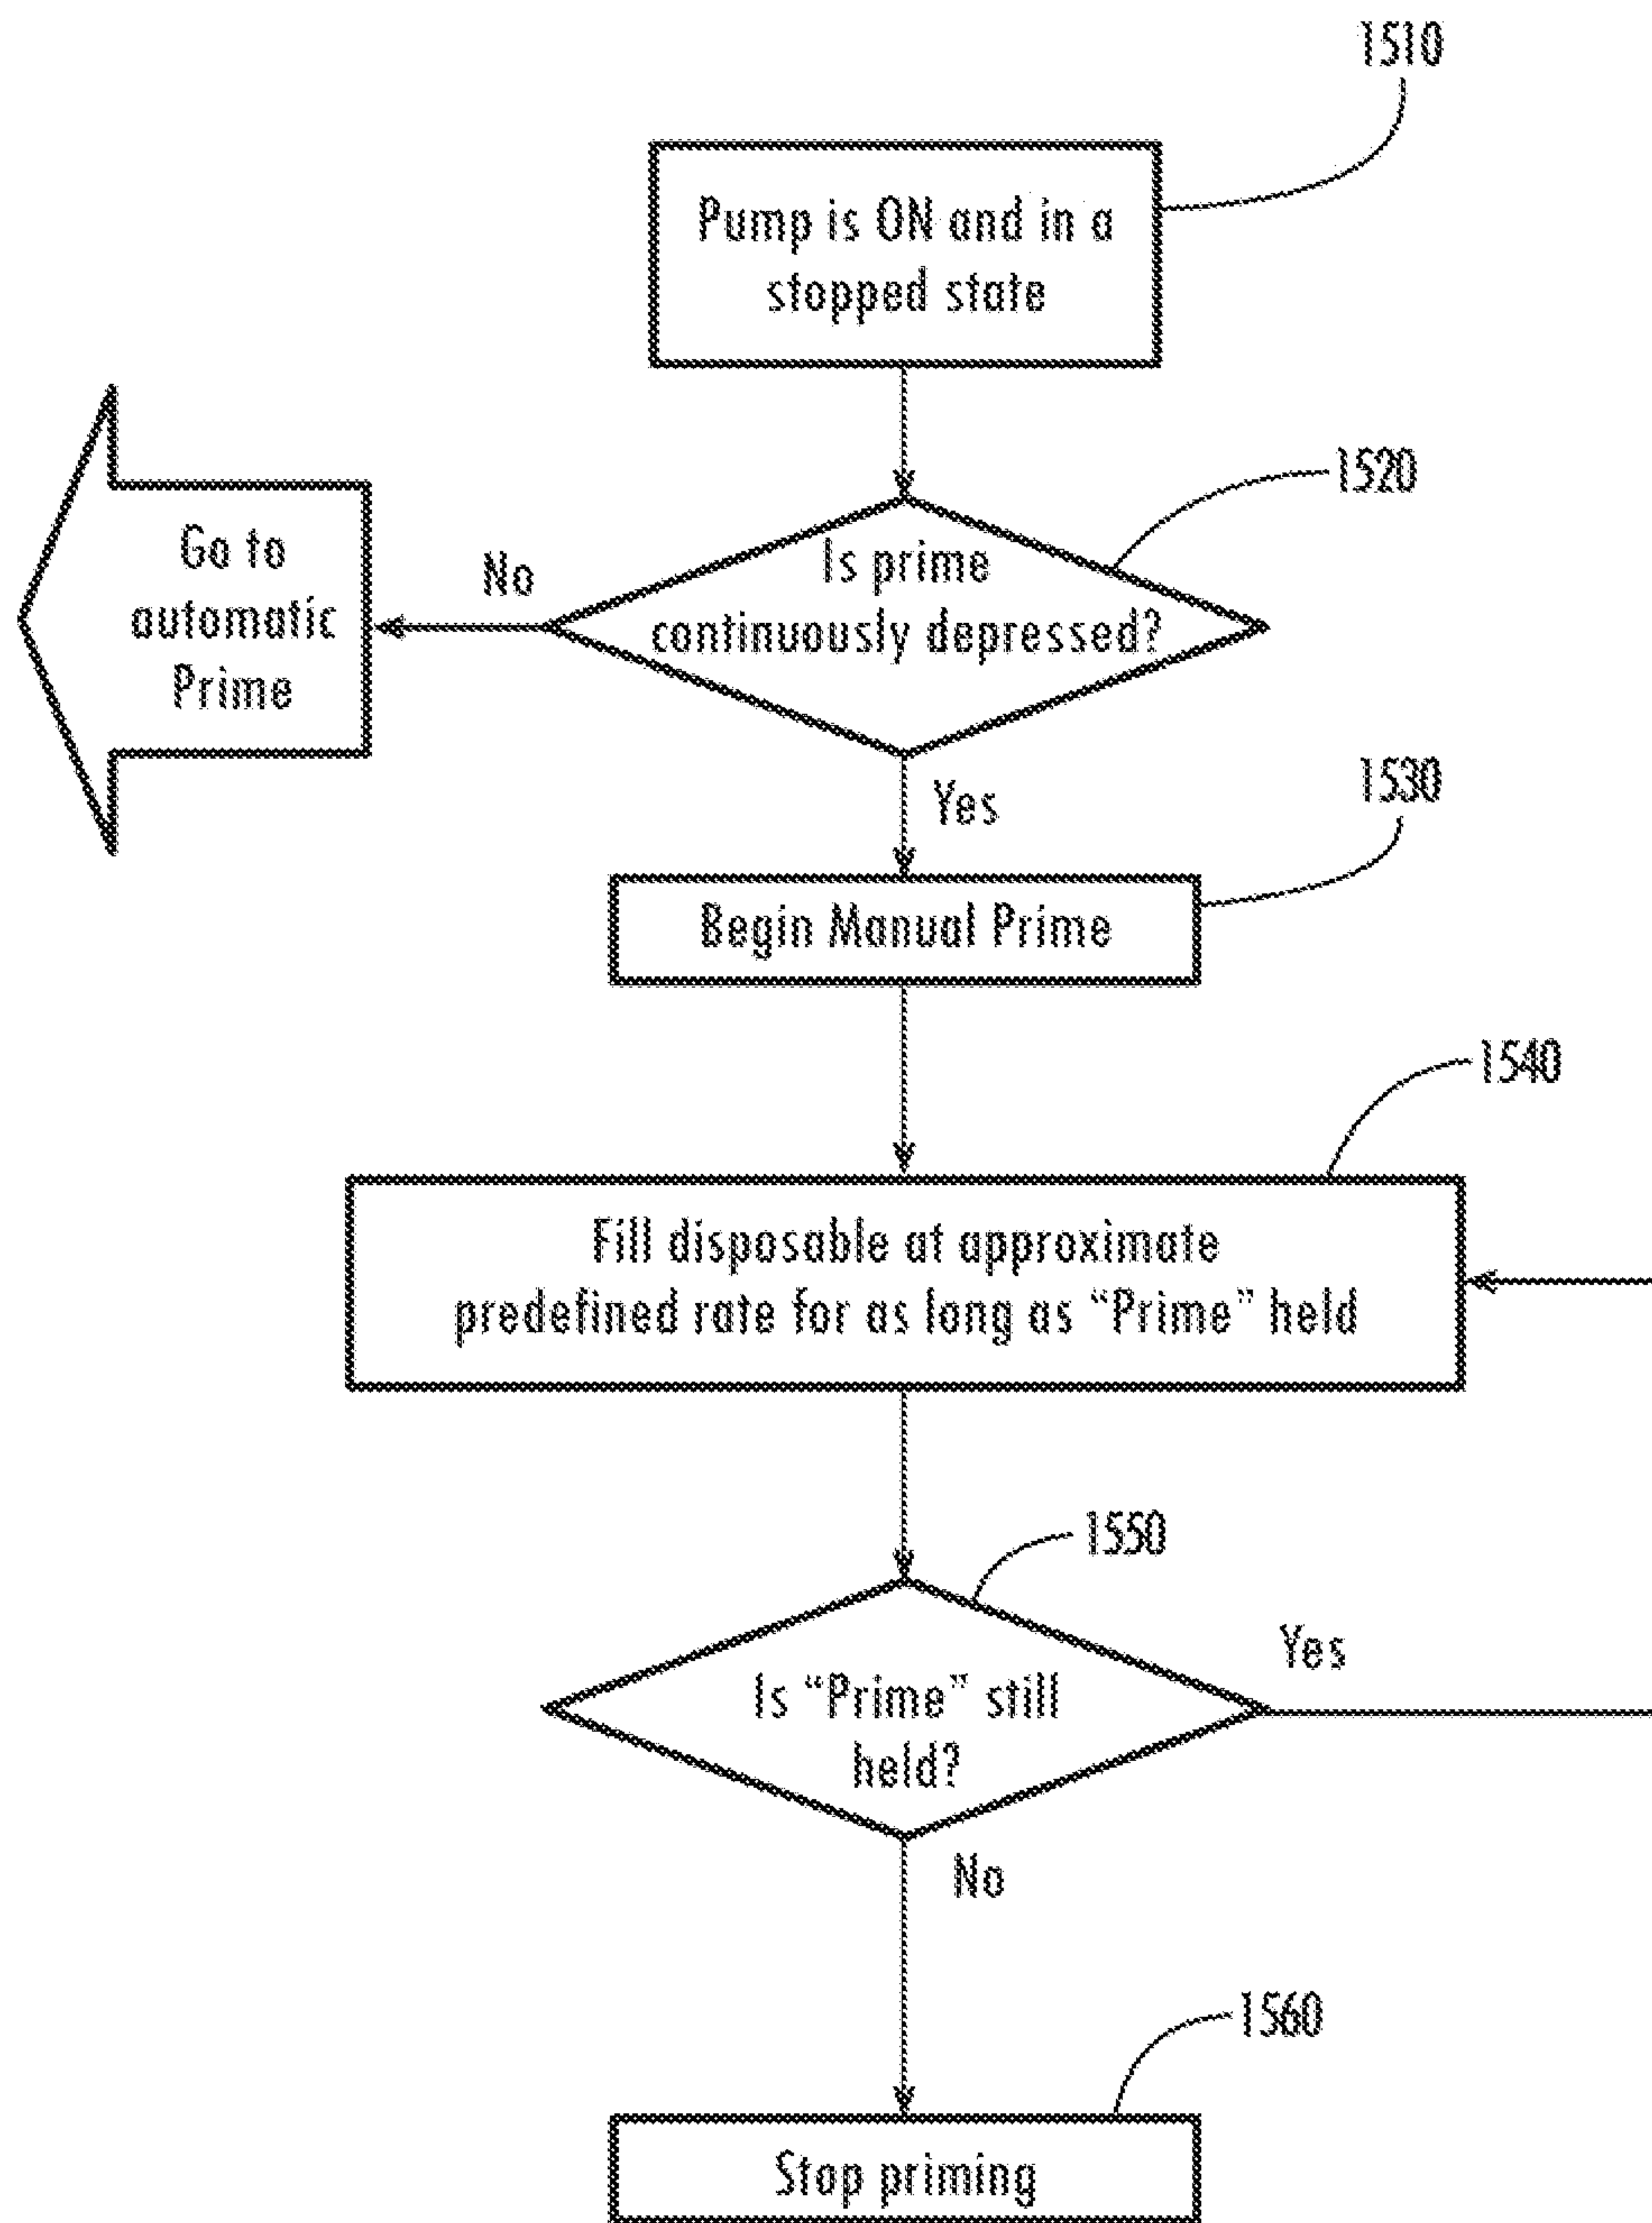 1510
Pump is ON and in a
stopped state
1520
Is prime
continuously depressed?
No
Go to
automatic
Prime
Yes
1530
Begin Manual Prime
1540
Fill disposable at approximate
predefined rate for as long as “Prime” held
1550
Is “Prime” still
held?
Yes
No
1560
Stop priming